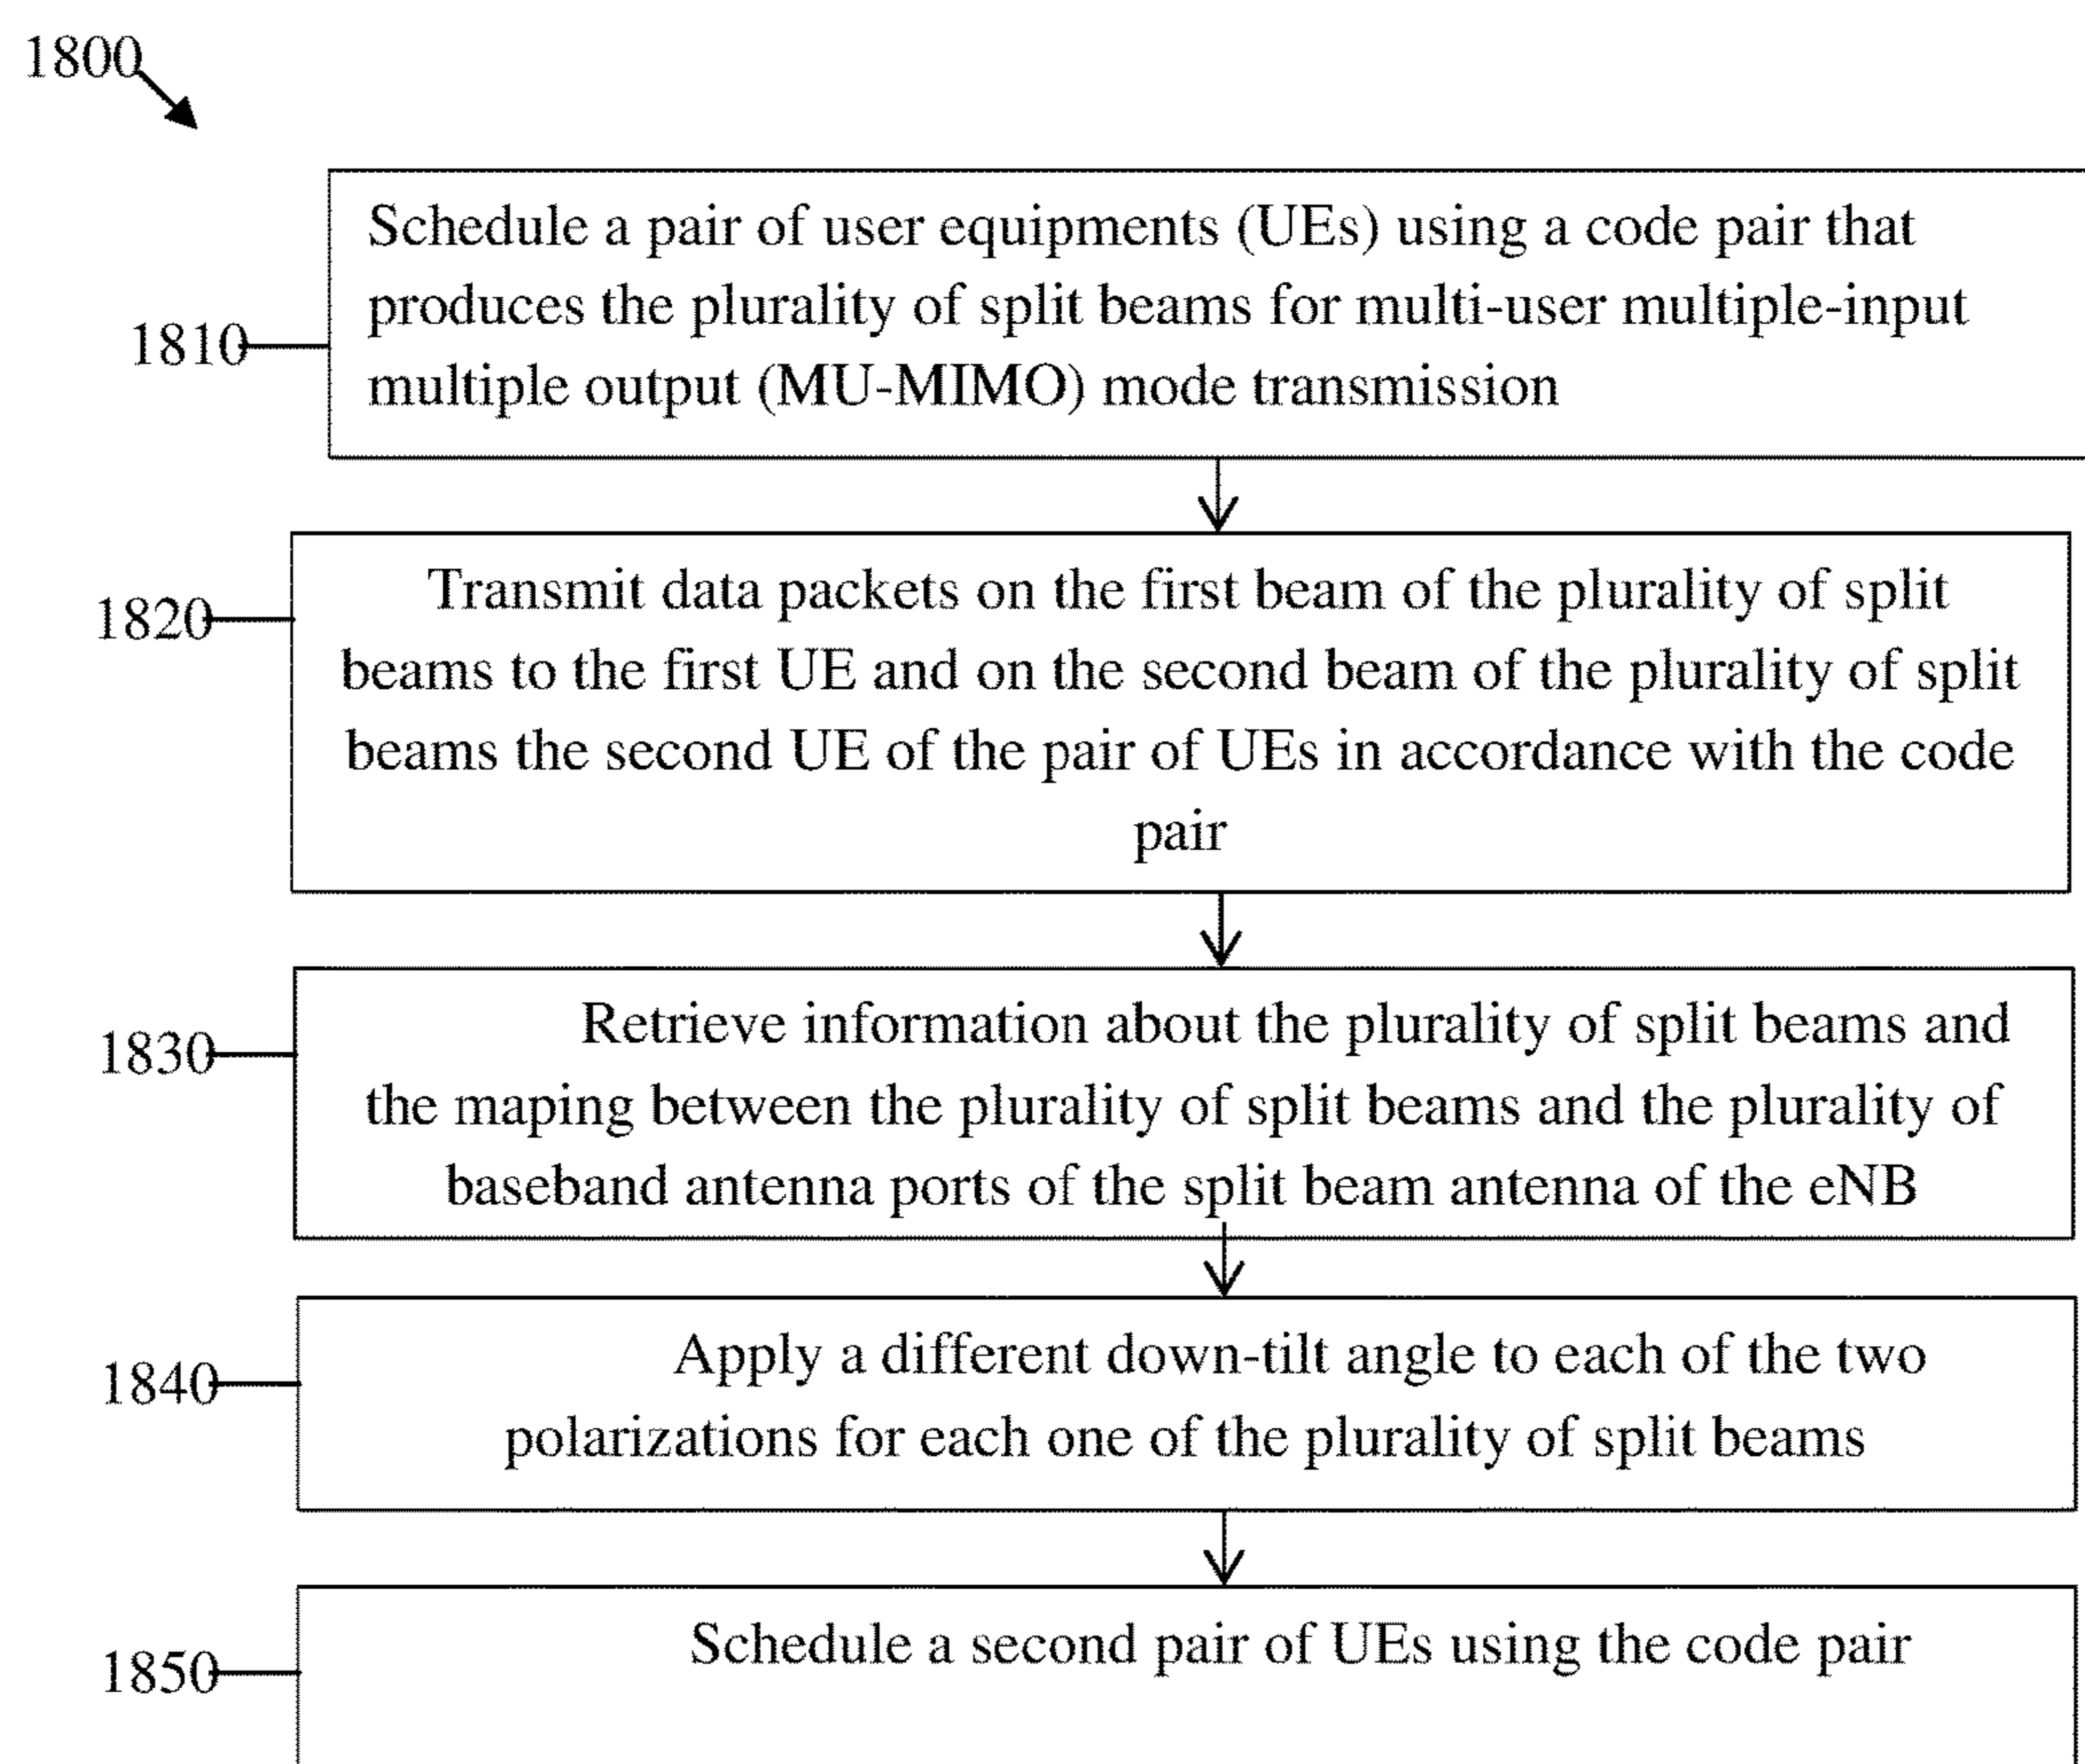 1800
Schedule a pair of user equipments (UEs) using a code pair that
produces the plurality of split beams for multi-user multiple-input
1810
multiple output (MU-MIMO) mode transmission
Transmit data packets on the first beam of the plurality of split
1820
beams to the first UE and on the second beam of the plurality of split
beams the second UE of the pair of UEs in accordance with the code
pair
Retrieve information about the plurality of split beams and
1830
the maping between the plurality of split beams and the plurality of
baseband antenna ports of the split beam antenna of the eNB
Apply a different down-tilt angle to each of the two
1840
polarizations for each one of the plurality of split beams
Schedule a second pair of UEs using the code pair
1850